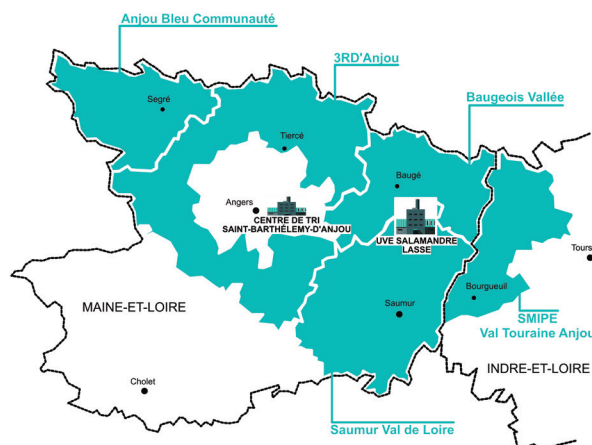 Anjou Bleu Communauté
3RD'Anjou
Baugeois Vallée
Segré
Tiercé
Baugé
Angers
CENTRE DE TRI
SAINT-BARTHÉLEMY-D'ANJOU
UVE SALAMANDRE
LASSE
Tours
Bourgueil
MAINE-ET-LOIRE
Saumur
SMIPE
Val Touraine Anjou
INDRE-ET-LOIRE
Cholet
Saumur Val de Loire